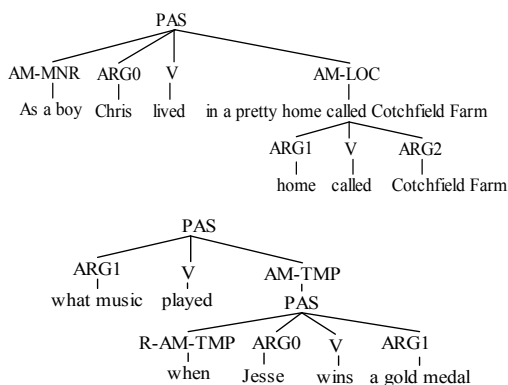 PAS
AM-MNR ARG0 V AM-LOC
As a boy Chris lived in a pretty home called Cotchfield Farm
ARG1 V ARG2
home called Cotchfield Farm
PAS
ARG1 V AM-TMP
what music played PAS
R-AM-TMP ARG0 V ARG1
when Jesse wins a gold medal